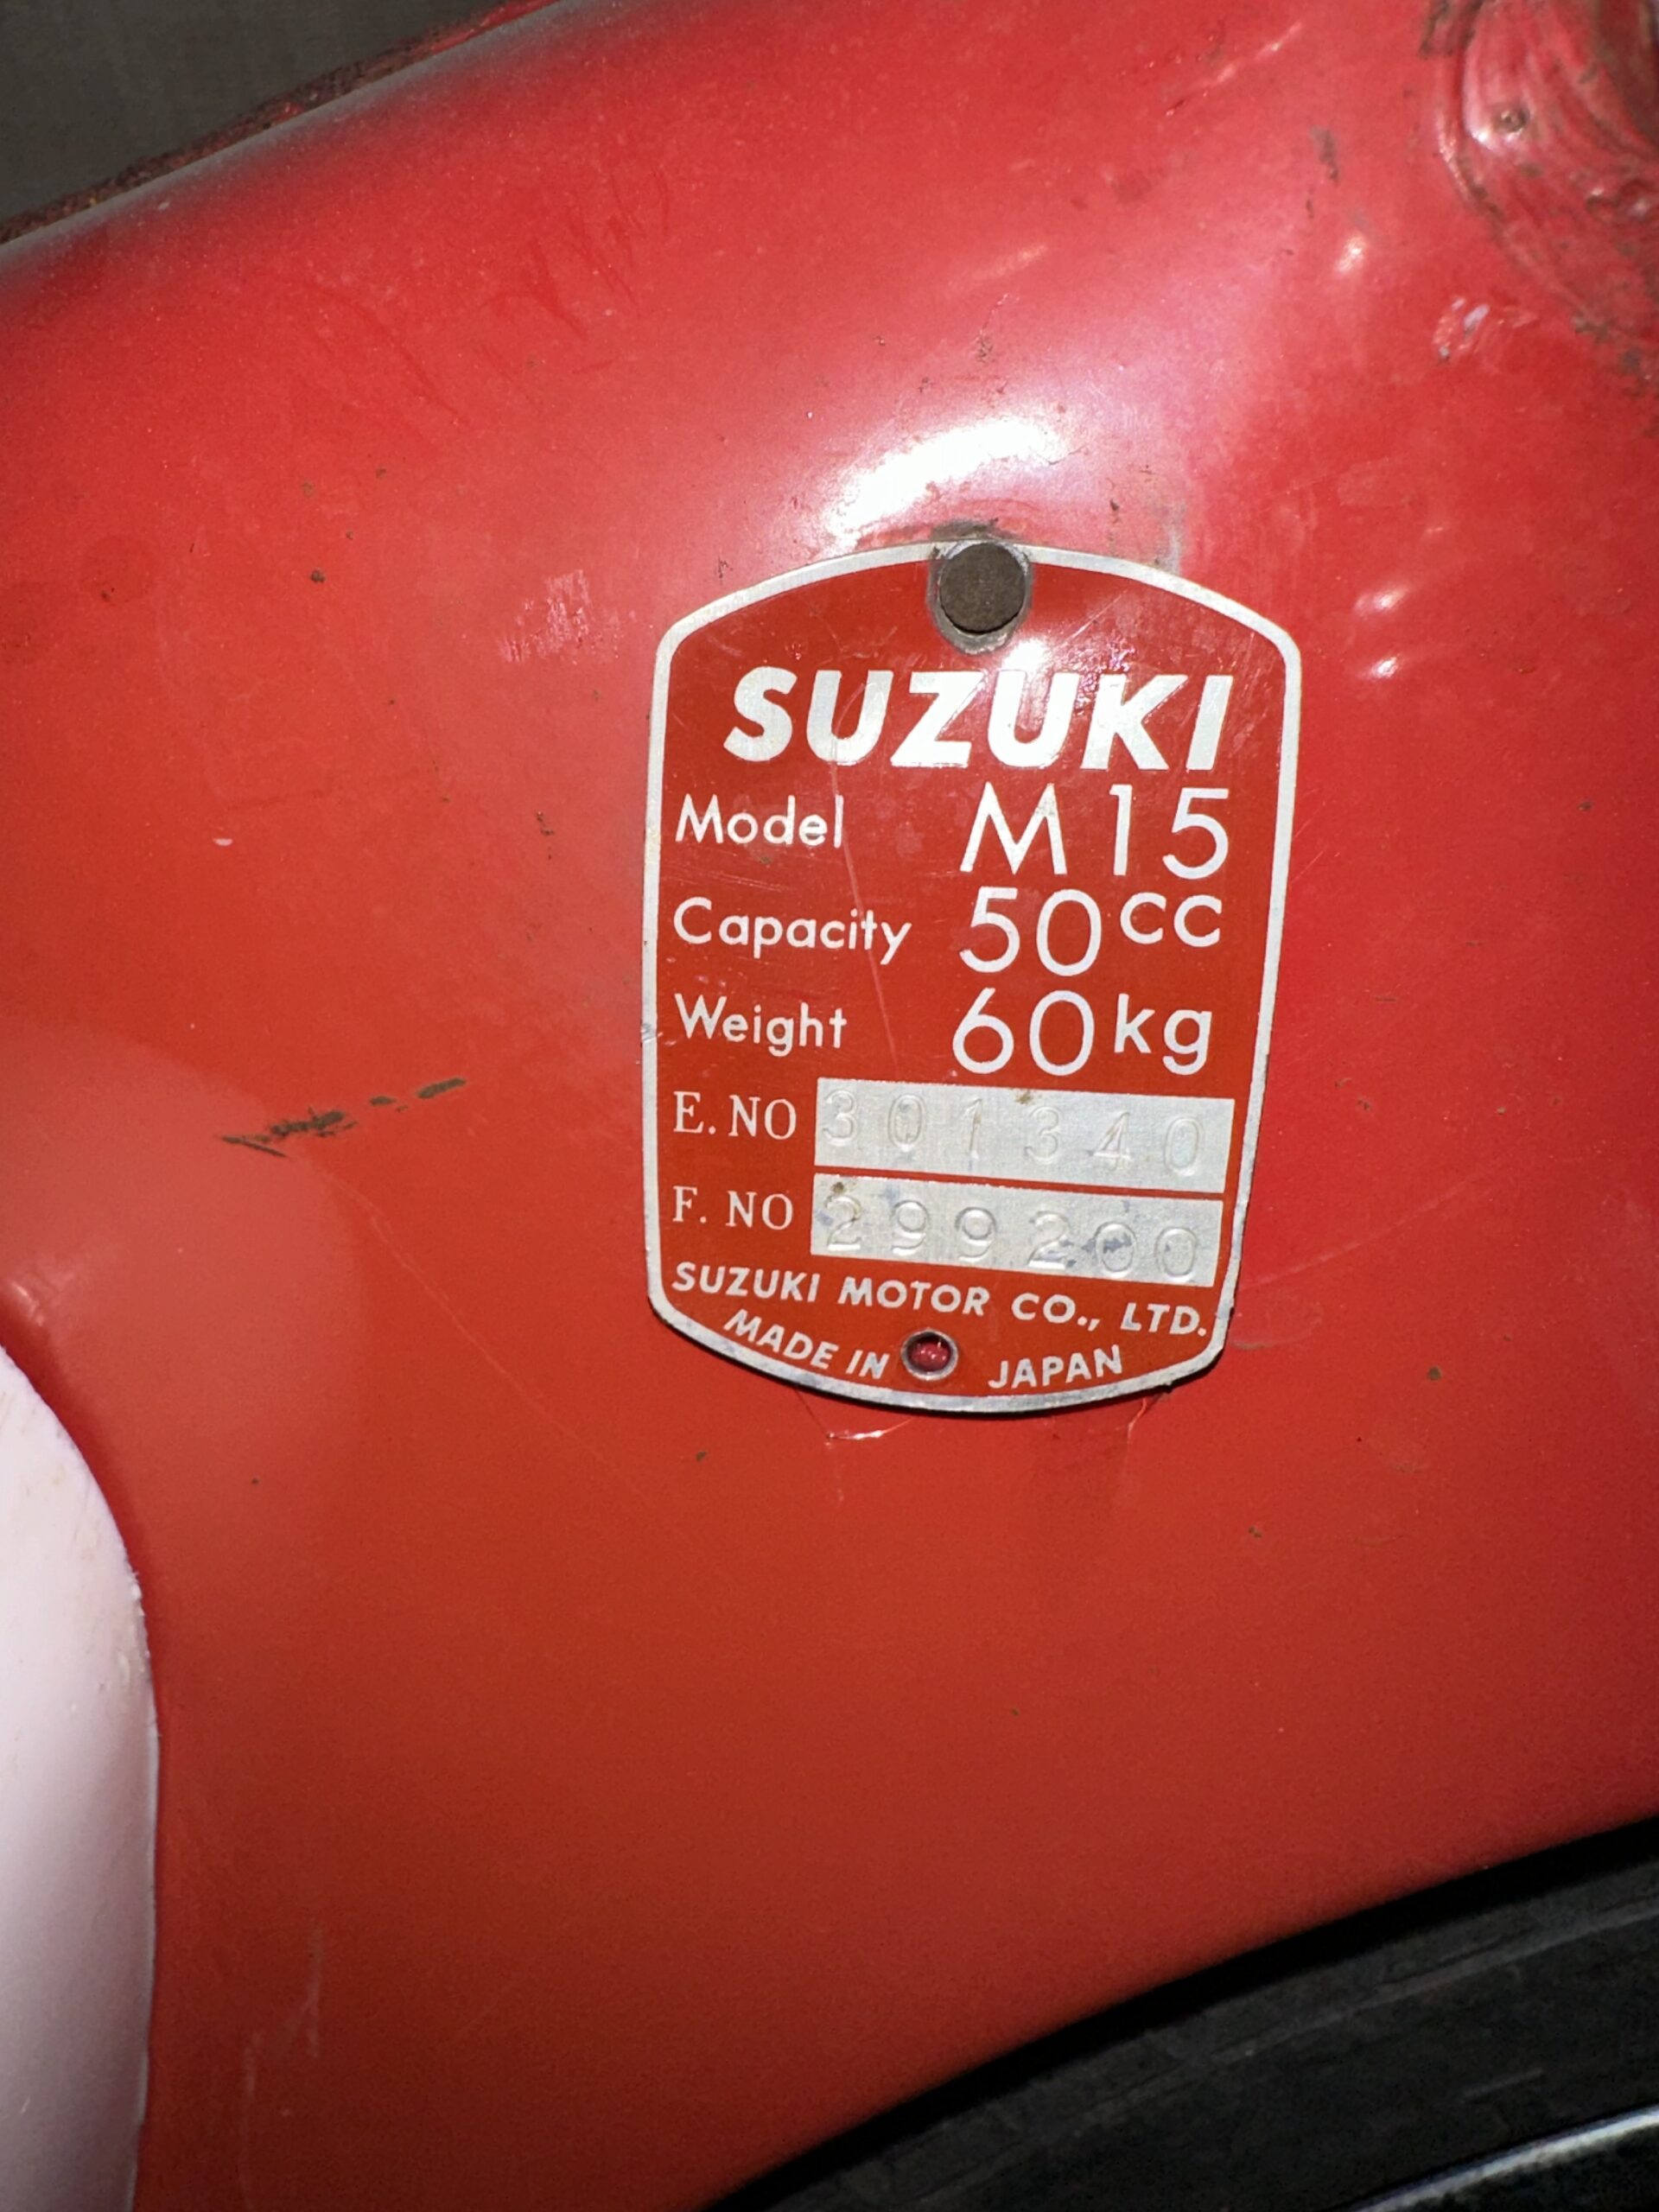 SUZUKI
Model M15
Capacity 50cc
Weight 60kg
E. NO 301340
F. NO 299200
SUZUKI MOTOR CO., LTD.
MADE IN JAPAN